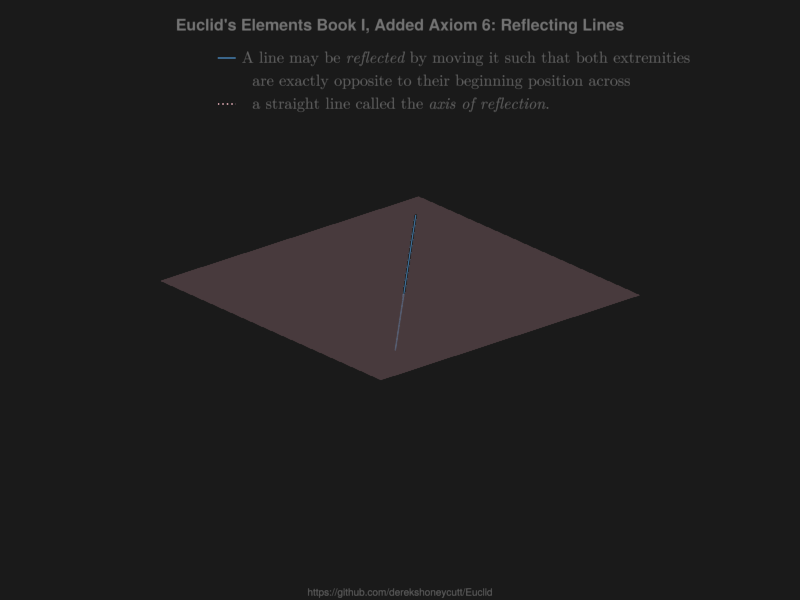 Euclid's Elements Book I, Added Axiom 6: Reflecting Lines
A line may be reflected by moving it such that both extremities
are exactly opposite to their beginning position across
a straight line called the axis of reflection.
https://github.com/derekshoneycutt/Euclid